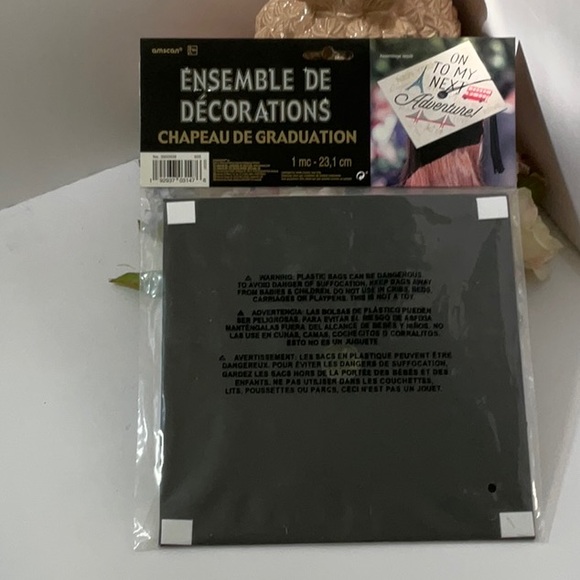 amscan
ENSEMBLE DE
DÉCORATIONS
CHAPEAU DE GRADUATION
1 mc - 23,1 cm
ON
TO MY
NEXT
Adventure!
WARNING: PLASTIC BAGS CAN BE DANGEROUS.
TO AVOID DANGER OF SUFFOCATION, KEEP BAGS AWAY
FROM BABIES & CHILDREN. DO NOT USE IN CRIBS, BEDS,
CARRIAGES OR PLAYPENS. THIS IS NOT A TOY.
ADVERTENCIA: LAS BOLSAS DE PLÁSTICO PUEDEN
SER PELIGROSAS. PARA EVITAR EL RIESGO DE ASFIXIA
MANTÉNGALAS FUERA DEL ALCANCE DE BEBÉS Y NIÑOS. NO
LAS USE EN CUNAS, CAMAS, COCHECITOS O CORRALITOS.
ESTO NO ES UN JUGUETE
AVERTISSEMENT: LES SACS EN PLASTIQUE PEUVENT ÊTRE
DANGEREUX. POUR ÉVITER LES DANGERS DE SUFFOCATION,
GARDEZ LES SACS HORS DE LA PORTÉE DES BÉBÉS ET DES
ENFANTS. NE PAS UTILISER DANS LES COUCHETTES,
LITS, POUSSETTES OU PARCS. CECI N'EST PAS UN JOUET.